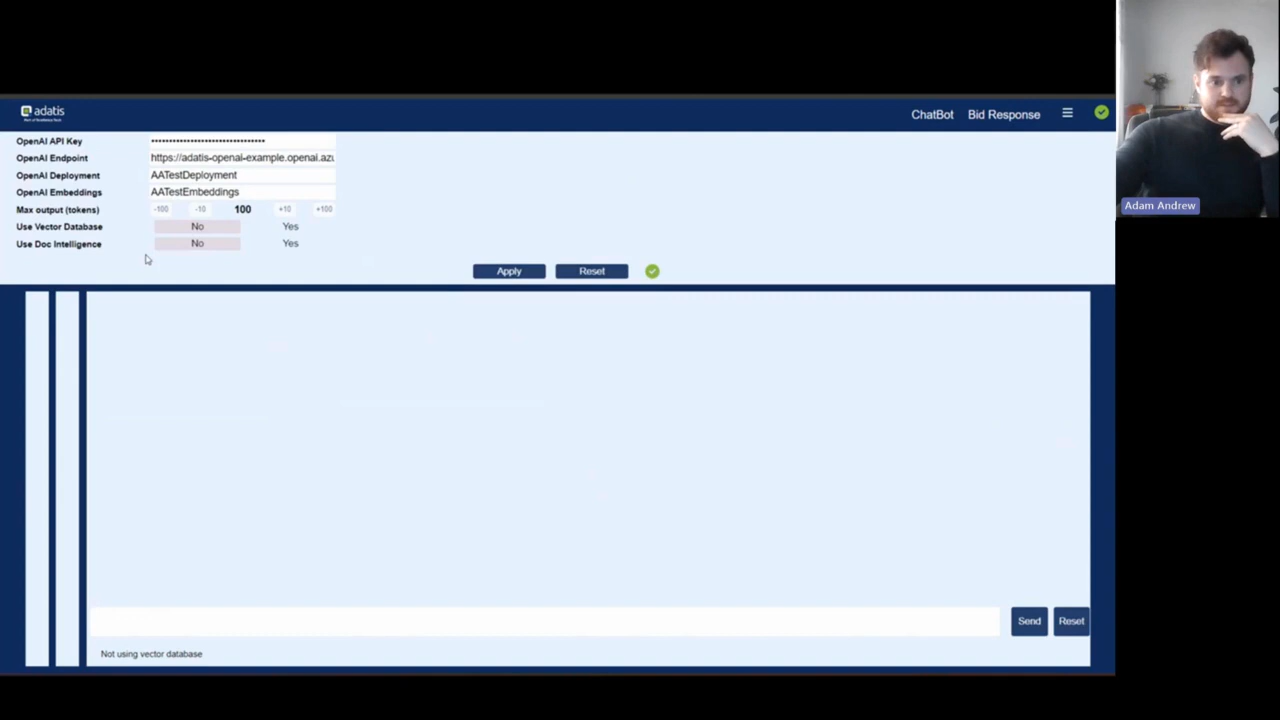 adatis
ChatBot Bid Response
OpenAI API Key
OpenAI Endpoint https://adatis-openai-example.openai.azu
OpenAI Deployment AATestDeployment
OpenAI Embeddings AATestEmbeddings
Max output (tokens) -100 -10 100 +10 +100
Use Vector Database No Yes
Use Doc Intelligence No Yes
Apply Reset
Send Reset
Not using vector database
Adam Andrew